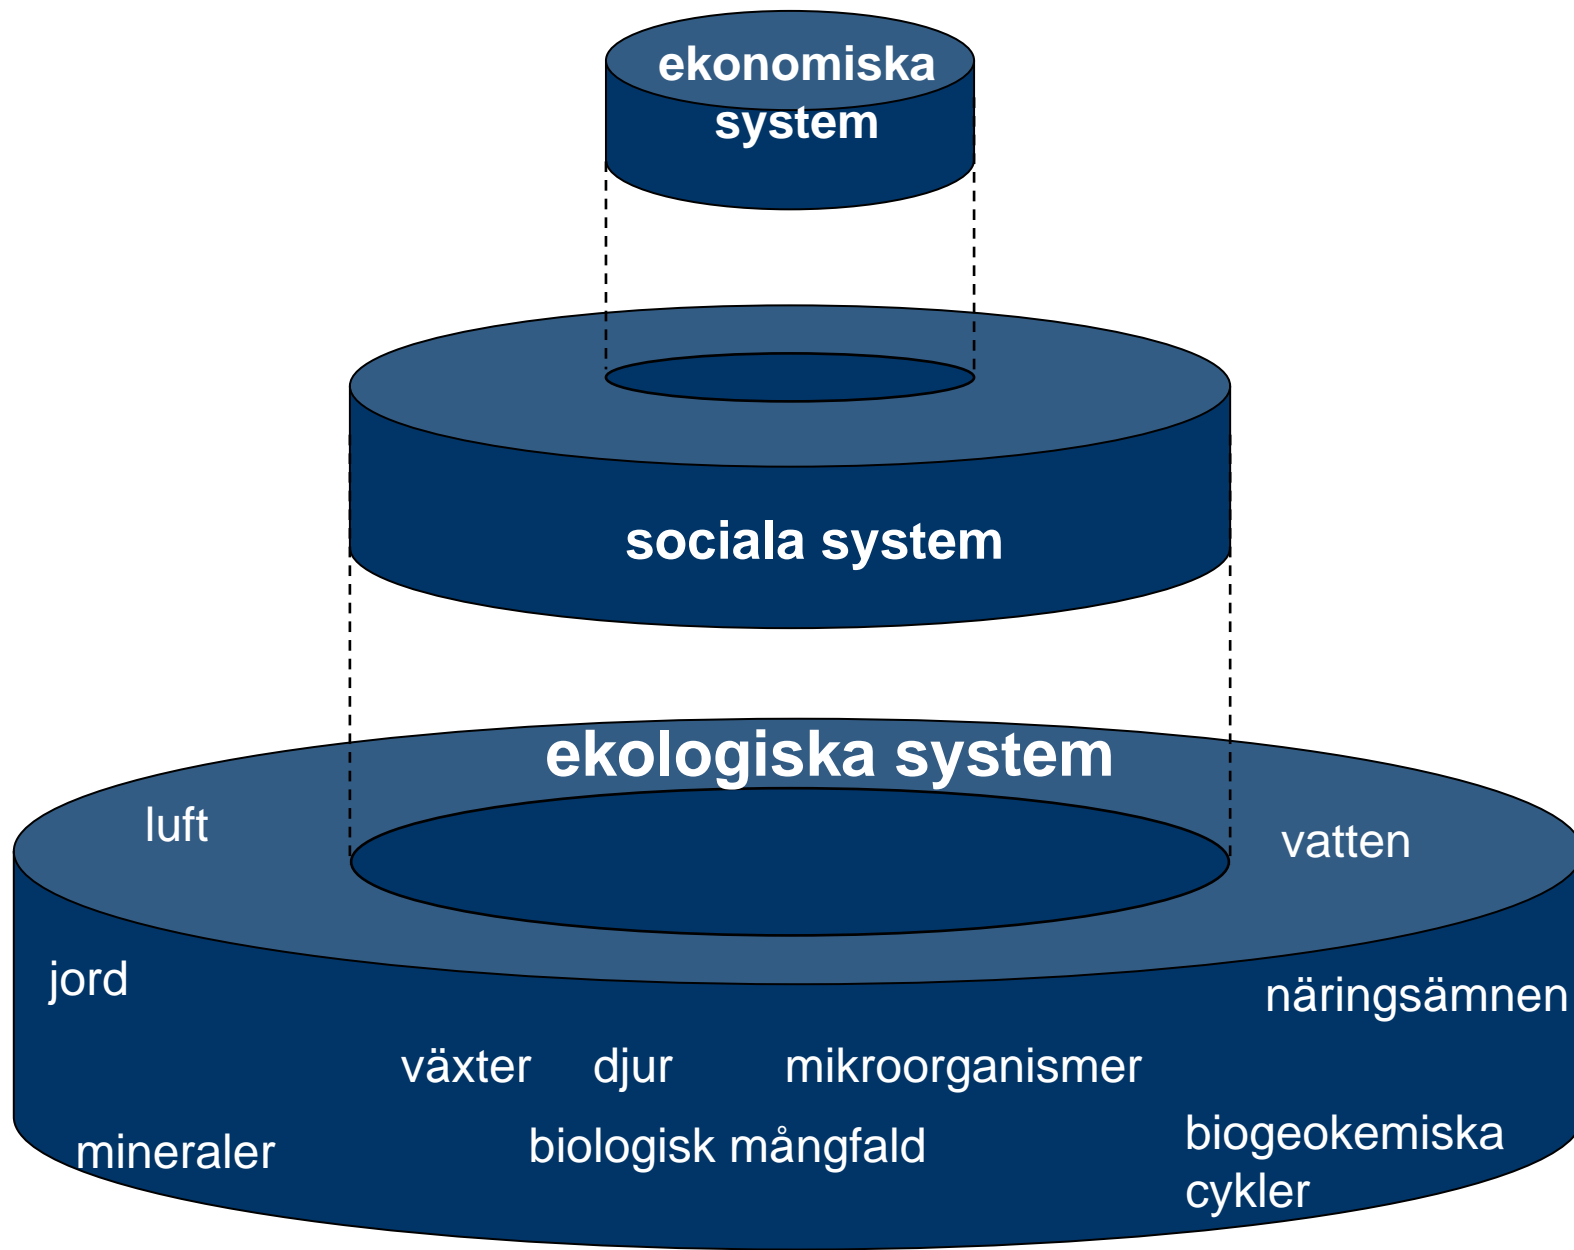 ekonomiska
system
sociala system
ekologiska system
luft
vatten
jord
näringsämnen
växter djur mikroorganismer
mineraler
biologisk mångfald
biogeokemiska
cykler